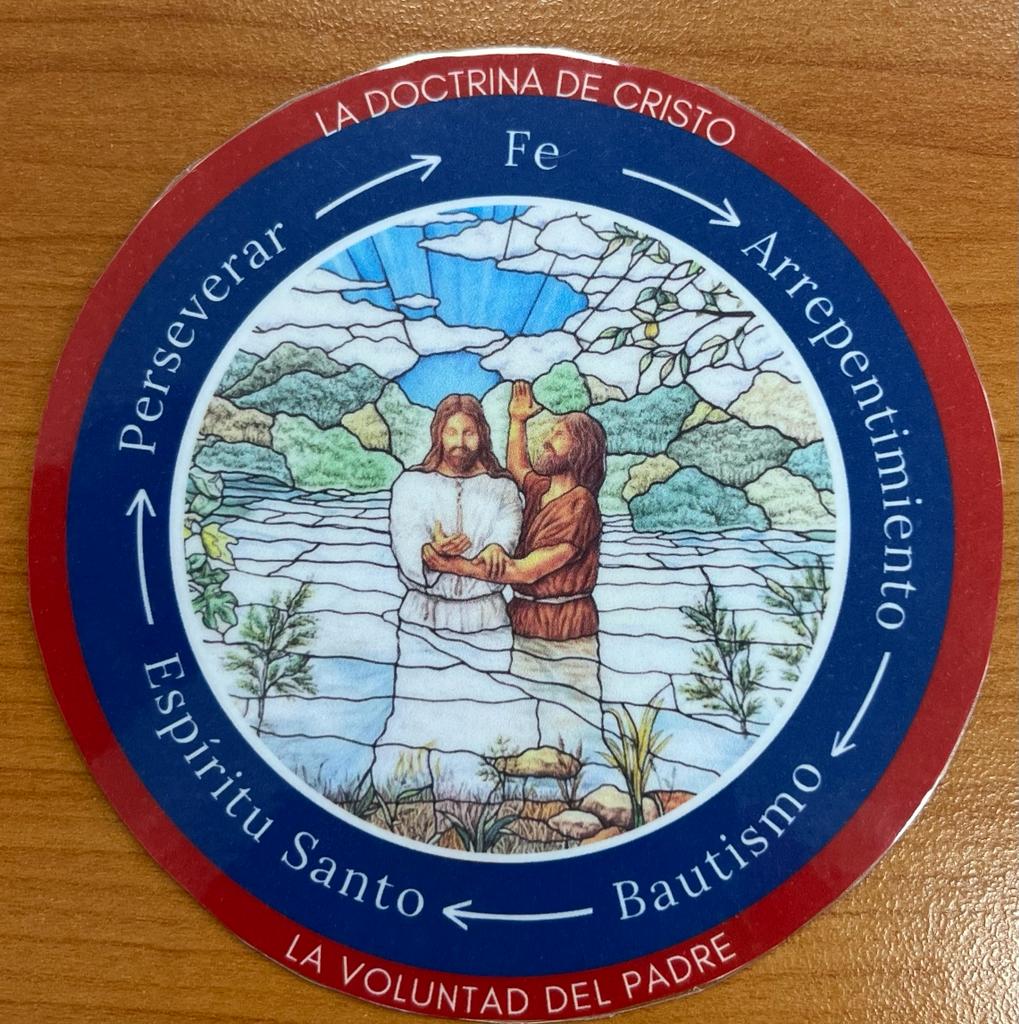 LA DOCTRINA DE CRISTO
Fe
Arrepentimiento
Bautismo
Espíritu Santo
Perseverar
LA VOLUNTAD DEL PADRE